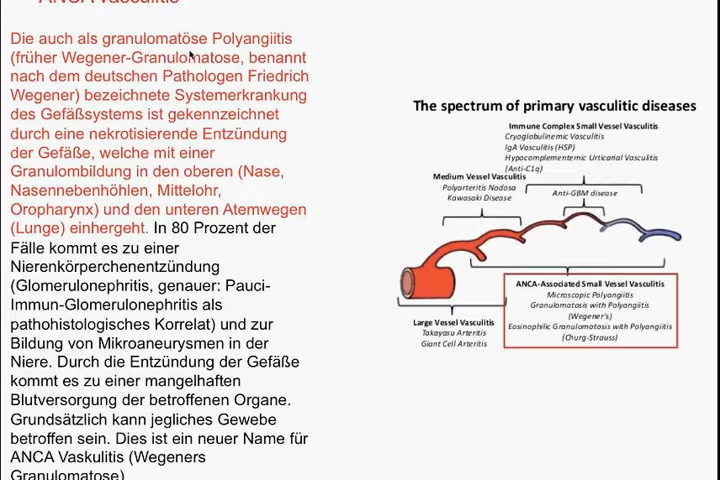 ANCA Vasculitis
Die auch als granulomatöse Polyangiitis
(früher Wegener-Granulomatose, benannt
nach dem deutschen Pathologen Friedrich
Wegener) bezeichnete Systemerkrankung
des Gefäßsystems ist gekennzeichnet
durch eine nekrotisierende Entzündung
der Gefäße, welche mit einer
Granulombildung in den oberen (Nase,
Nasennebenhöhlen, Mittelohr,
Oropharynx) und den unteren Atemwegen
(Lunge) einhergeht. In 80 Prozent der
Fälle kommt es zu einer
Nierenkörperchenentzündung
(Glomerulonephritis, genauer: Pauci-
Immun-Glomerulonephritis als
pathohistologisches Korrelat) und zur
Bildung von Mikroaneurysmen in der
Niere. Durch die Entzündung der Gefäße
kommt es zu einer mangelhaften
Blutversorgung der betroffenen Organe.
Grundsätzlich kann jegliches Gewebe
betroffen sein. Dies ist ein neuer Name für
ANCA Vaskulitis (Wegeners
Granulomatose)
The spectrum of primary vasculitic diseases
Immune Complex Small Vessel Vasculitis
Cryoglobulinemic Vasculitis
IgA Vasculitis (HSP)
Hypocomplementemic Urticarial Vasculitis
(Anti-C1q)
Medium Vessel Vasculitis
Polyarteritis Nodosa
Kawasaki Disease
Anti-GBM disease
ANCA-Associated Small Vessel Vasculitis
Microscopic Polyangiitis
Granulomatosis with Polyangiitis
(Wegener's)
Eosinophilic Granulomatosis with Polyangiitis
(Churg-Strauss)
Large Vessel Vasculitis
Takayasu Arteritis
Giant Cell Arteritis